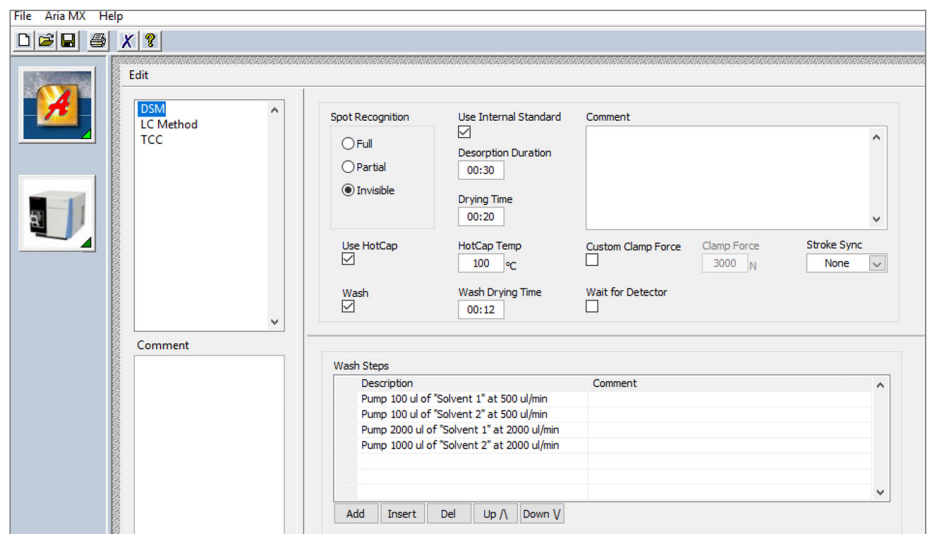 File Aria MX Help
Edit
DSM
LC Method
TCC
Comment
Spot Recognition
Full
Partial
Invisible
Use Internal Standard
Desorption Duration
00:30
Drying Time
00:20
Comment
Use HotCap
HotCap Temp
100 ºC
Custom Clamp Force
Clamp Force
3000 N
Stroke Sync
None
Wash
Wash Drying Time
00:12
Wait for Detector
Wash Steps
Description Comment
Pump 100 ul of "Solvent 1" at 500 ul/min
Pump 100 ul of "Solvent 2" at 500 ul/min
Pump 2000 ul of "Solvent 1" at 2000 ul/min
Pump 1000 ul of "Solvent 2" at 2000 ul/min
Add Insert Del Up /\ Down \/